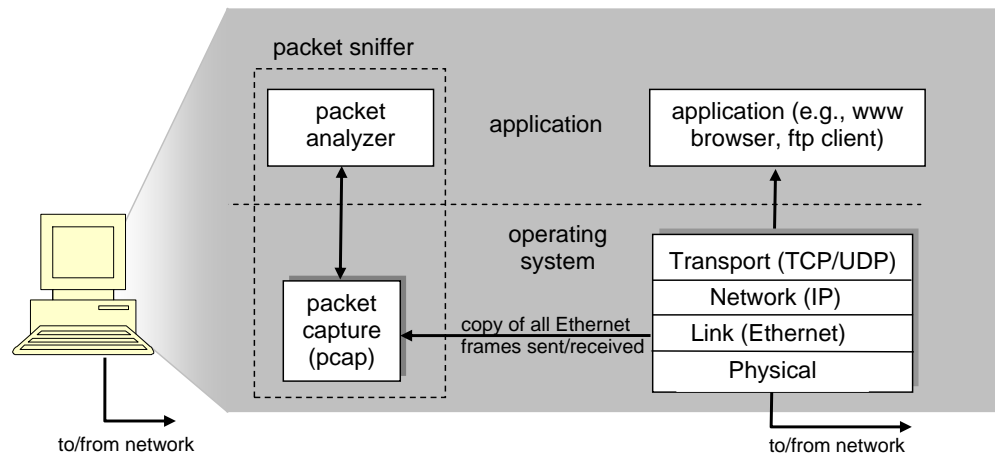 packet sniffer
packet
analyzer
application
application (e.g., www
browser, ftp client)
operating
system
packet
capture
(pcap)
copy of all Ethernet
frames sent/received
Transport (TCP/UDP)
Network (IP)
Link (Ethernet)
Physical
to/from network
to/from network